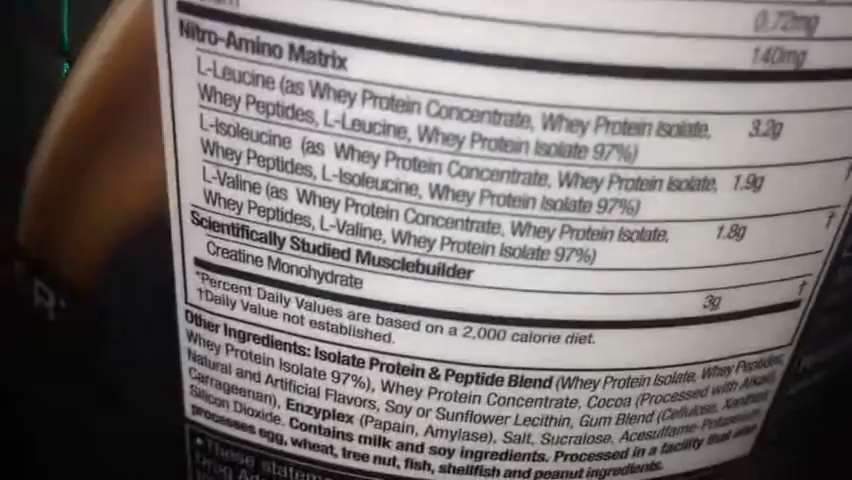 0.72mg
140mg
Nitro-Amino Matrix
L-Leucine (as Whey Protein Concentrate, Whey Protein Isolate, 3.2g
Whey Peptides, L-Leucine, Whey Protein Isolate 97%)
L-Isoleucine (as Whey Protein Concentrate, Whey Protein Isolate, 1.9g †
Whey Peptides, L-Isoleucine, Whey Protein Isolate 97%)
L-Valine (as Whey Protein Concentrate, Whey Protein Isolate, 1.8g †
Whey Peptides, L-Valine, Whey Protein Isolate 97%)
Scientifically Studied Musclebuilder
Creatine Monohydrate 3g †
*Percent Daily Values are based on a 2,000 calorie diet.
†Daily Value not established.
Other Ingredients: Isolate Protein & Peptide Blend (Whey Protein Isolate, Whey Peptides,
Whey Protein Isolate 97%), Whey Protein Concentrate, Cocoa (Processed with Alkali),
Natural and Artificial Flavors, Soy or Sunflower Lecithin, Gum Blend (Cellulose, Xanthan,
Carrageenan), Enzyplex (Papain, Amylase), Salt, Sucralose, Acesulfame-Potassium,
Silicon Dioxide. Contains milk and soy ingredients. Processed in a facility that also
processes egg, wheat, tree nut, fish, shellfish and peanut ingredients.